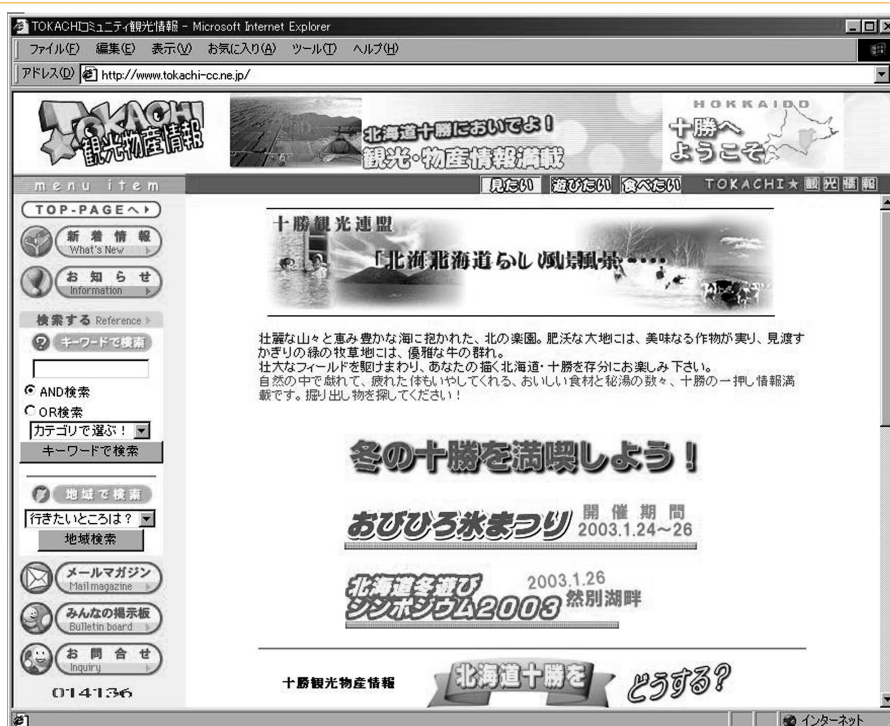 TOKACHIコミュニティ観光情報 - Microsoft Internet Explorer
ファイル(F) 編集(E) 表示(V) お気に入り(A) ツール(T) ヘルプ(H)
アドレス(D) http://www.tokachi-cc.ne.jp/
TOKACHI
観光物産情報
北海道十勝においでよ!
観光・物産情報満載
HOKKAIDO
十勝へ
ようこそ
menu item
見たい 遊びたい 食べたい TOKACHI★観光情報
TOP-PAGEへ
新着情報
What's New
お知らせ
Information
検索する Reference
キーワードで検索
AND検索
OR検索
カテゴリで選ぶ!
キーワードで検索
地域で検索
行きたいところは?
地域検索
メールマガジン
Mail magazine
みんなの掲示板
Bulletin board
お問合せ
Inquiry
014136
十勝観光連盟
壮麗な山々と恵み豊かな海に抱かれた、北の楽園。肥沃な大地には、美味なる作物が実り、見渡す
かぎりの緑の牧草地には、優雅な牛の群れ。
壮大なフィールドを駆けまわり、あなたの描く北海道・十勝を存分にお楽しみ下さい。
自然の中で戯れて、疲れた体もいやしてくれる、おいしい食材と秘湯の数々、十勝の一押し情報満
載です。掘り出し物を探してください!
冬の十勝を満喫しよう!
おびひろ氷まつり 開催期間
2003.1.24~26
北海道冬遊び
シンポジウム2003
2003.1.26
然別湖畔
十勝観光物産情報 北海道十勝を どうする?
インターネット